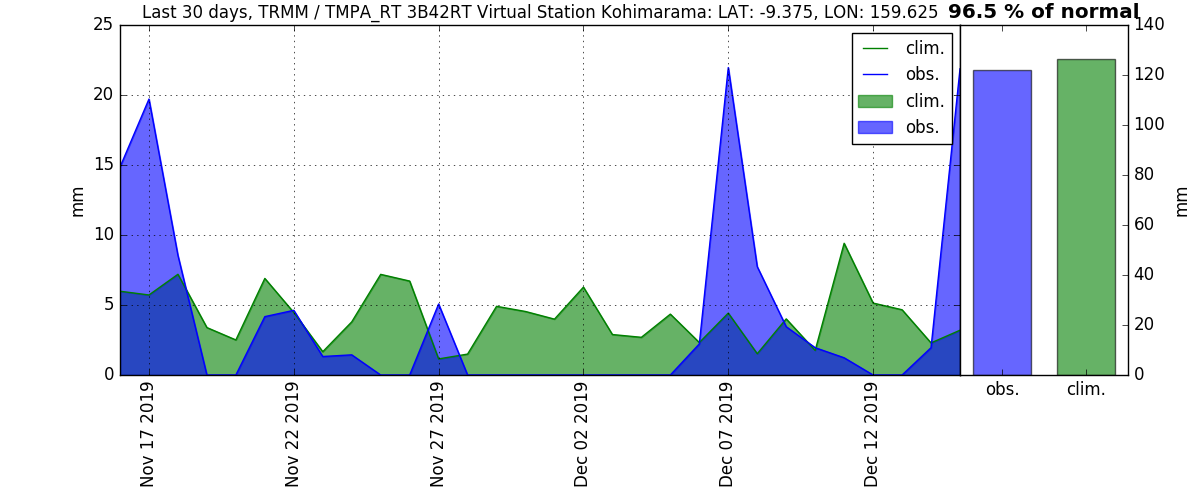 Last 30 days, TRMM / TMPA_RT 3B42RT Virtual Station Kohimarama: LAT: -9.375, LON: 159.625 96.5 % of normal
25
20
15
10
5
0
mm
clim.
obs.
clim.
obs.
140
120
100
80
60
40
20
0
mm
obs.
clim.
Nov 17 2019
Nov 22 2019
Nov 27 2019
Dec 02 2019
Dec 07 2019
Dec 12 2019